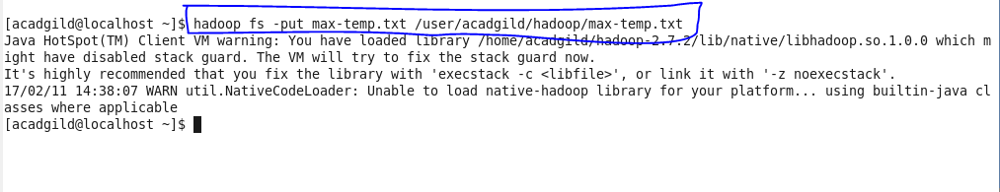 [acadgild@localhost ~]$ hadoop fs -put max-temp.txt /user/acadgild/hadoop/max-temp.txt
Java HotSpot(TM) Client VM warning: You have loaded library /home/acadgild/hadoop-2.7.2/lib/native/libhadoop.so.1.0.0 which m
ight have disabled stack guard. The VM will try to fix the stack guard now.
It's highly recommended that you fix the library with 'execstack -c <libfile>', or link it with '-z noexecstack'.
17/02/11 14:38:07 WARN util.NativeCodeLoader: Unable to load native-hadoop library for your platform... using builtin-java cl
asses where applicable
[acadgild@localhost ~]$